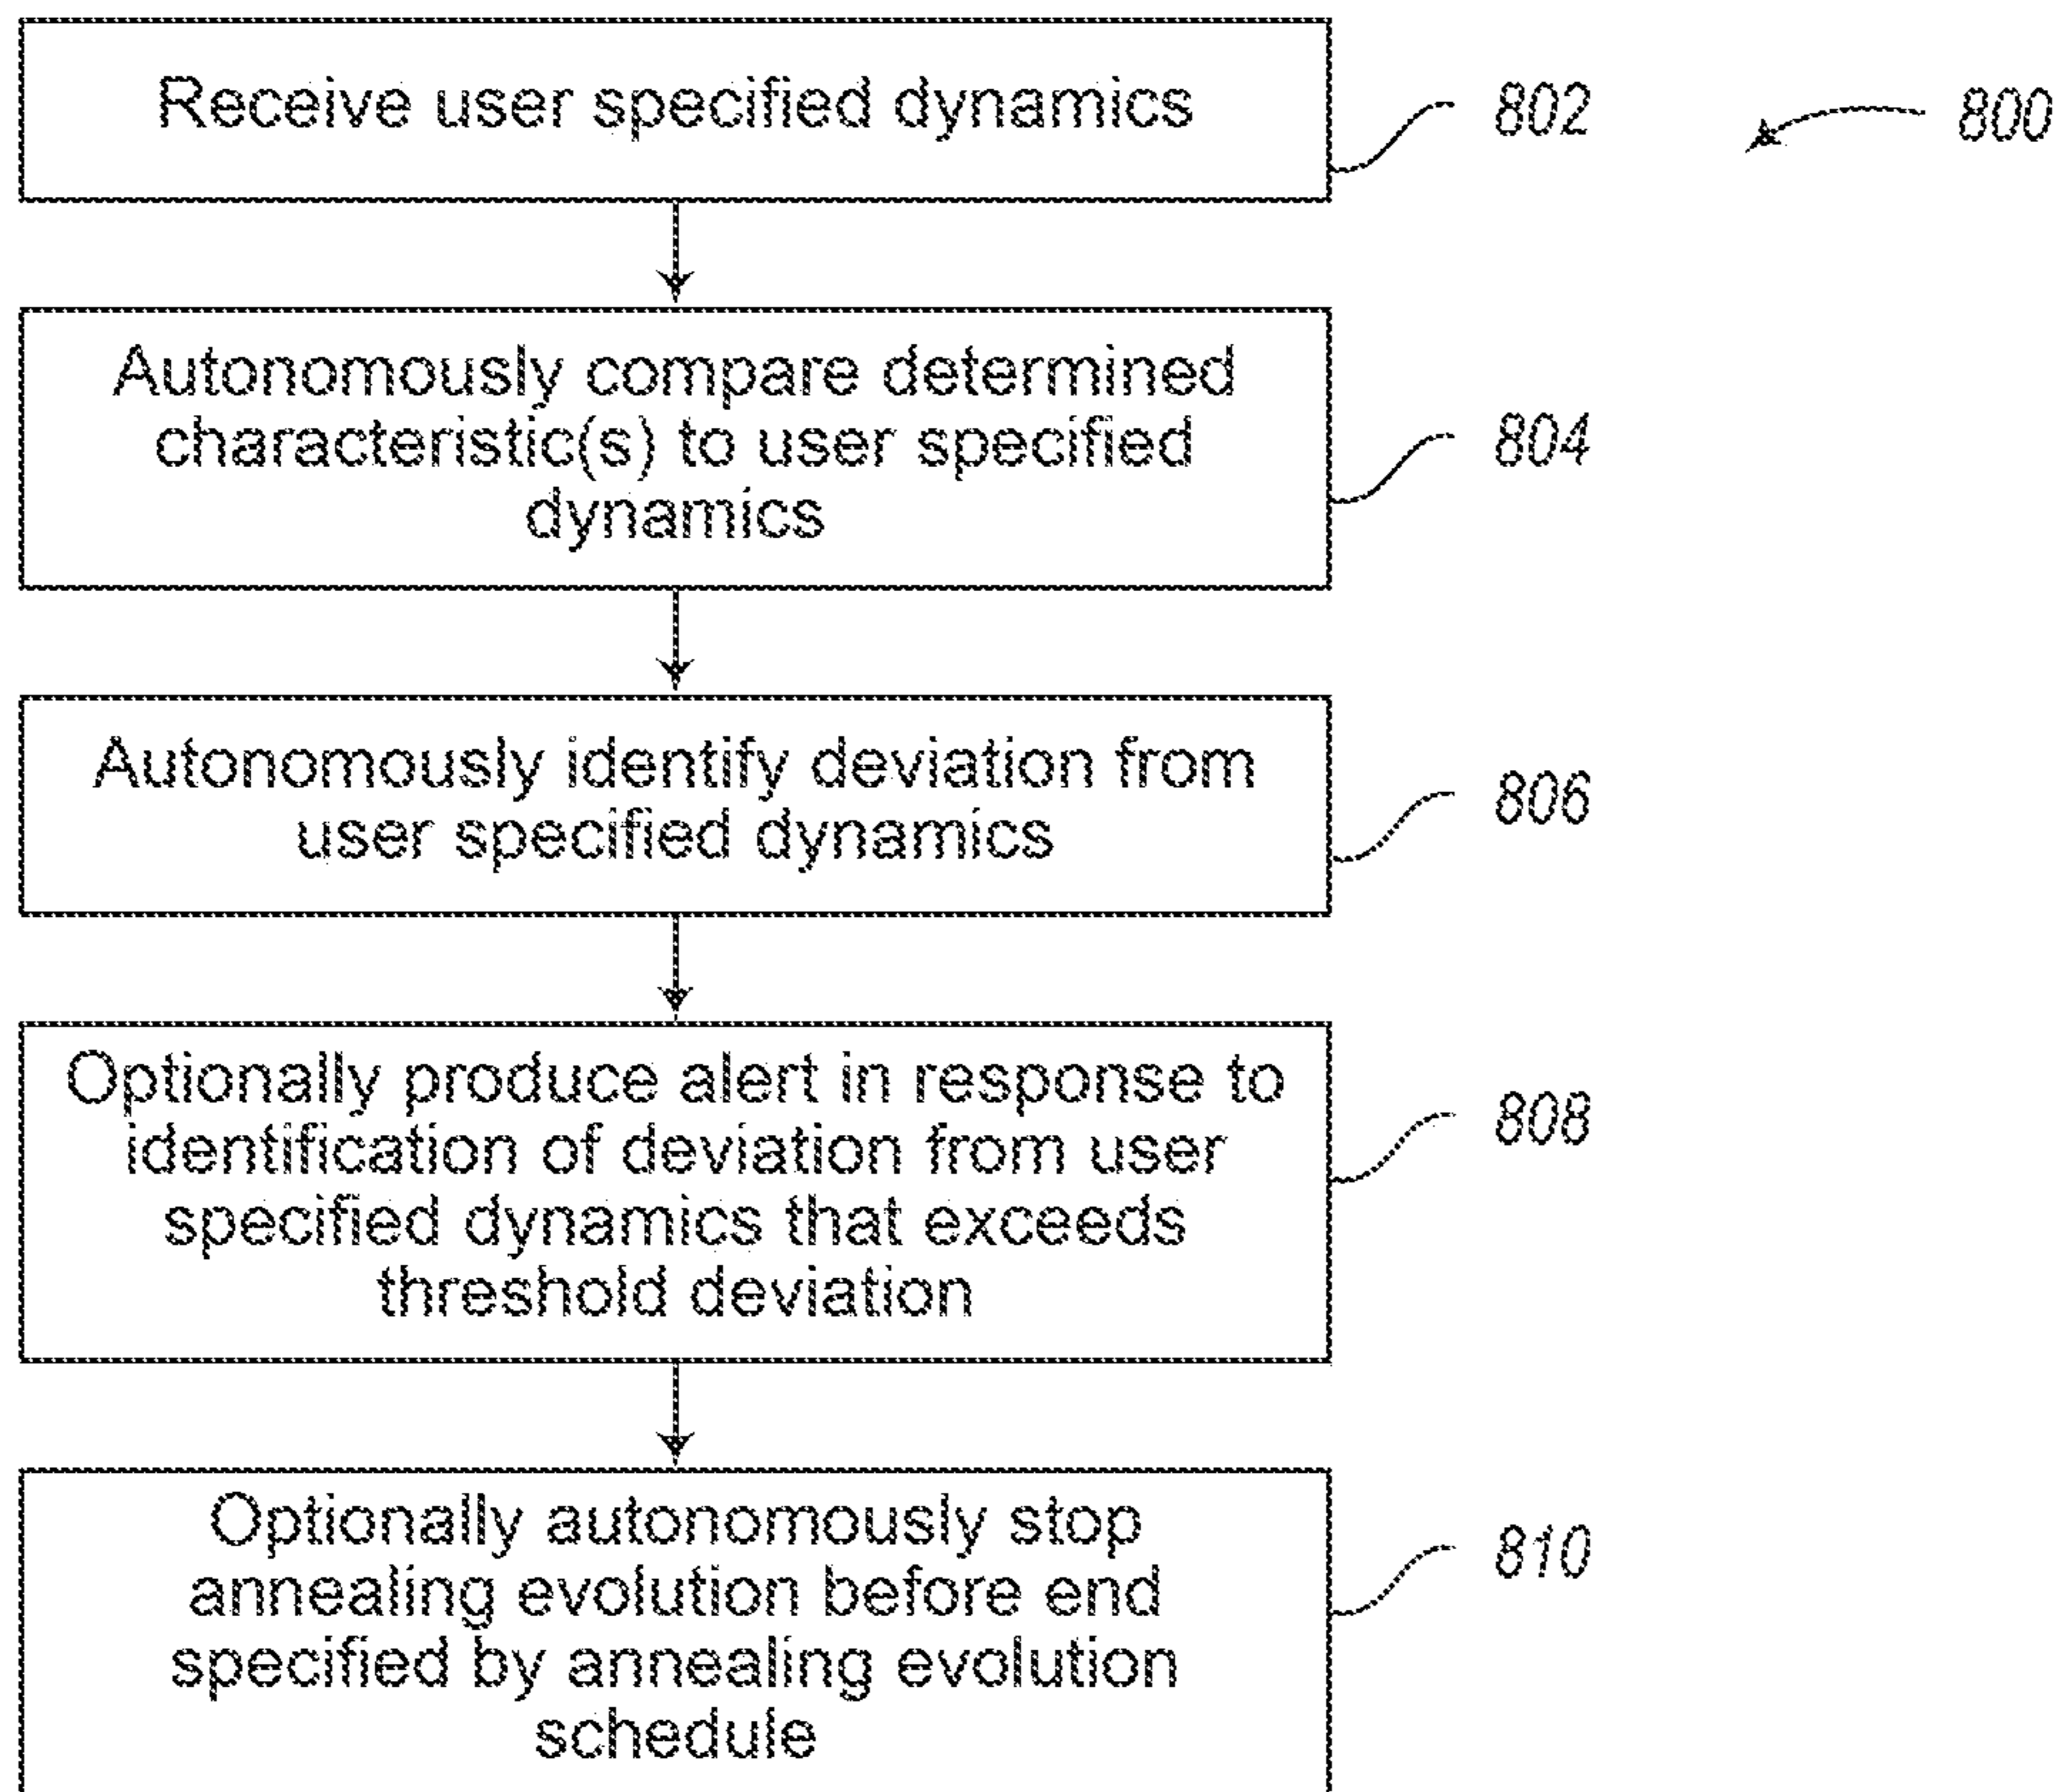 Receive user specified dynamics
802
800
Autonomously compare determined
characteristic(s) to user specified
dynamics
804
Autonomously identify deviation from
user specified dynamics
806
Optionally produce alert in response to
identification of deviation from user
specified dynamics that exceeds
threshold deviation
808
Optionally autonomously stop
annealing evolution before end
specified by annealing evolution
schedule
810